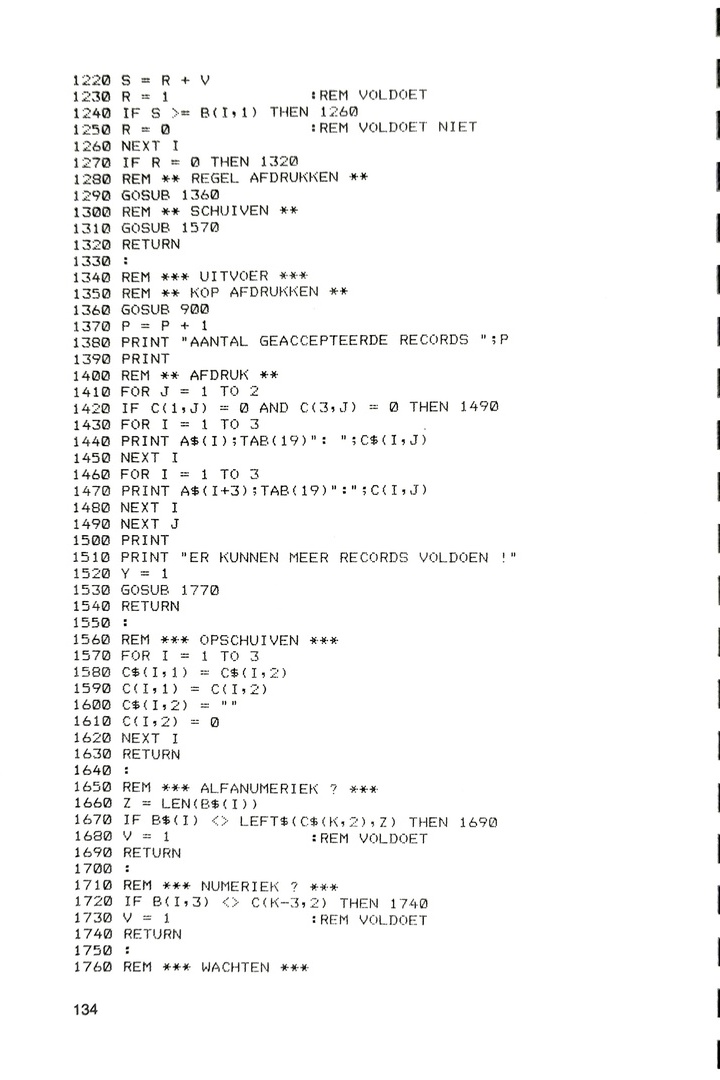 1220 S = R + V
1230 R = 1 :REM VOLDOET
1240 IF S >= B(I,1) THEN 1260
1250 R = 0 :REM VOLDOET NIET
1260 NEXT I
1270 IF R = 0 THEN 1320
1280 REM ** REGEL AFDRUKKEN **
1290 GOSUB 1360
1300 REM ** SCHUIVEN **
1310 GOSUB 1570
1320 RETURN
1330 :
1340 REM *** UITVOER ***
1350 REM ** KOP AFDRUKKEN **
1360 GOSUB 900
1370 P = P + 1
1380 PRINT "AANTAL GEACCEPTEERDE RECORDS ";P
1390 PRINT
1400 REM ** AFDRUK **
1410 FOR J = 1 TO 2
1420 IF C(1,J) = 0 AND C(3,J) = 0 THEN 1490
1430 FOR I = 1 TO 3
1440 PRINT A$(I);TAB(19)": ";C$(I,J)
1450 NEXT I
1460 FOR I = 1 TO 3
1470 PRINT A$(I+3);TAB(19)":";C(I,J)
1480 NEXT I
1490 NEXT J
1500 PRINT
1510 PRINT "ER KUNNEN MEER RECORDS VOLDOEN !"
1520 Y = 1
1530 GOSUB 1770
1540 RETURN
1550 :
1560 REM *** OPSCHUIVEN ***
1570 FOR I = 1 TO 3
1580 C$(I,1) = C$(I,2)
1590 C(I,1) = C(I,2)
1600 C$(I,2) = ""
1610 C(I,2) = 0
1620 NEXT I
1630 RETURN
1640 :
1650 REM *** ALFANUMERIEK ? ***
1660 Z = LEN(B$(I))
1670 IF B$(I) <> LEFT$(C$(K,2),Z) THEN 1690
1680 V = 1 :REM VOLDOET
1690 RETURN
1700 :
1710 REM *** NUMERIEK ? ***
1720 IF B(I,3) <> C(K-3,2) THEN 1740
1730 V = 1 :REM VOLDOET
1740 RETURN
1750 :
1760 REM *** WACHTEN ***
134